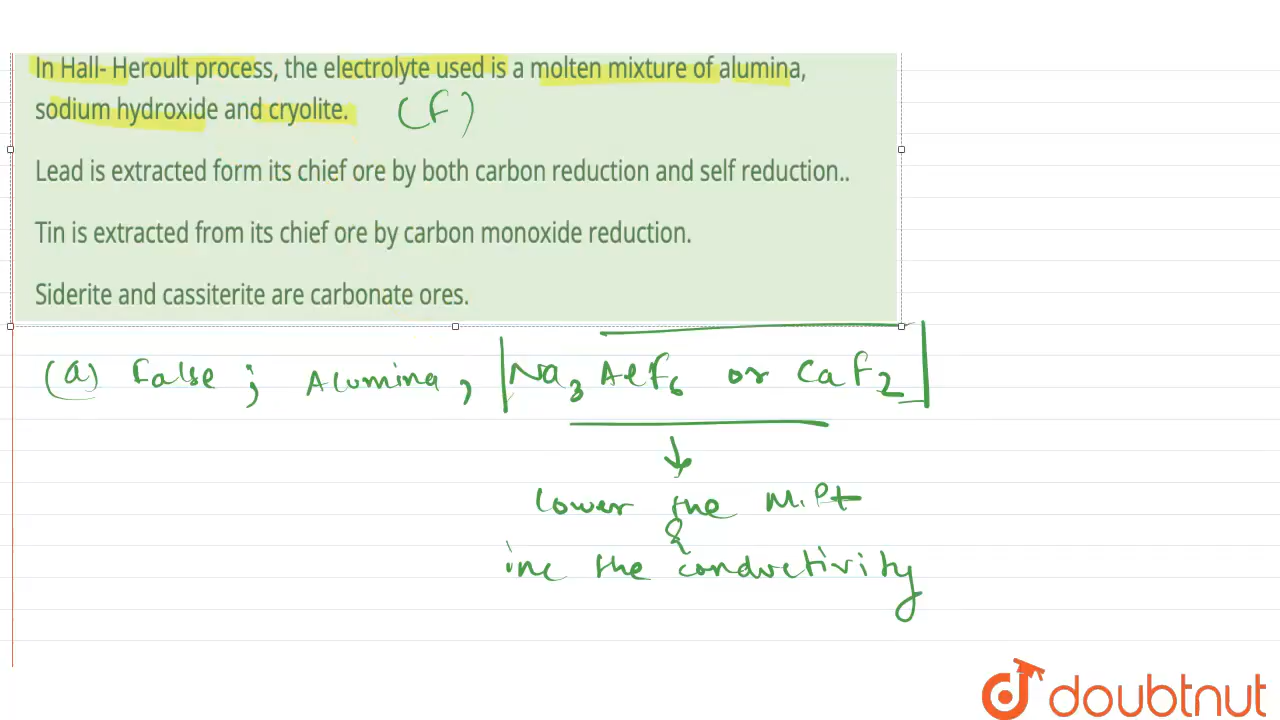 In Hall- Heroult process, the electrolyte used is a molten mixture of alumina,
sodium hydroxide and cryolite. (F)
Lead is extracted form its chief ore by both carbon reduction and self reduction..
Tin is extracted from its chief ore by carbon monoxide reduction.
Siderite and cassiterite are carbonate ores.
(a) False ; Alumina, Na3AlF6 or CaF2
lower the M.Pt
&
inc the conductivity
doubtnut